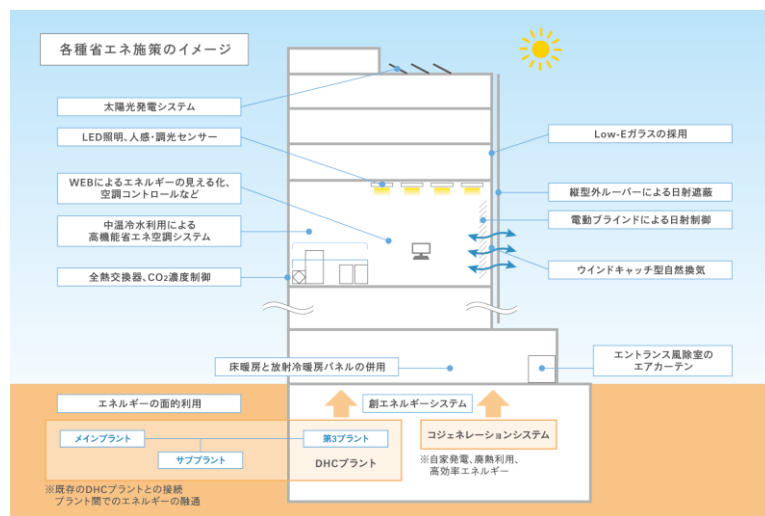 各種省エネ施策のイメージ
太陽光発電システム
LED照明、人感・調光センサー
WEBによるエネルギーの見える化、
空調コントロールなど
中温冷水利用による
高機能省エネ空調システム
全熱交換器、CO₂濃度制御
Low-Eガラスの採用
縦型外ルーバーによる日射遮蔽
電動ブラインドによる日射制御
ウインドキャッチ型自然換気
エントランス風除室の
エアカーテン
床暖房と放射冷暖房パネルの併用
エネルギーの面的利用
創エネルギーシステム
メインプラント
サブプラント
第3プラント
DHCプラント
コジェネレーションシステム
※自家発電、廃熱利用、
高効率エネルギー
※既存のDHCプラントとの接続
プラント間でのエネルギーの融通